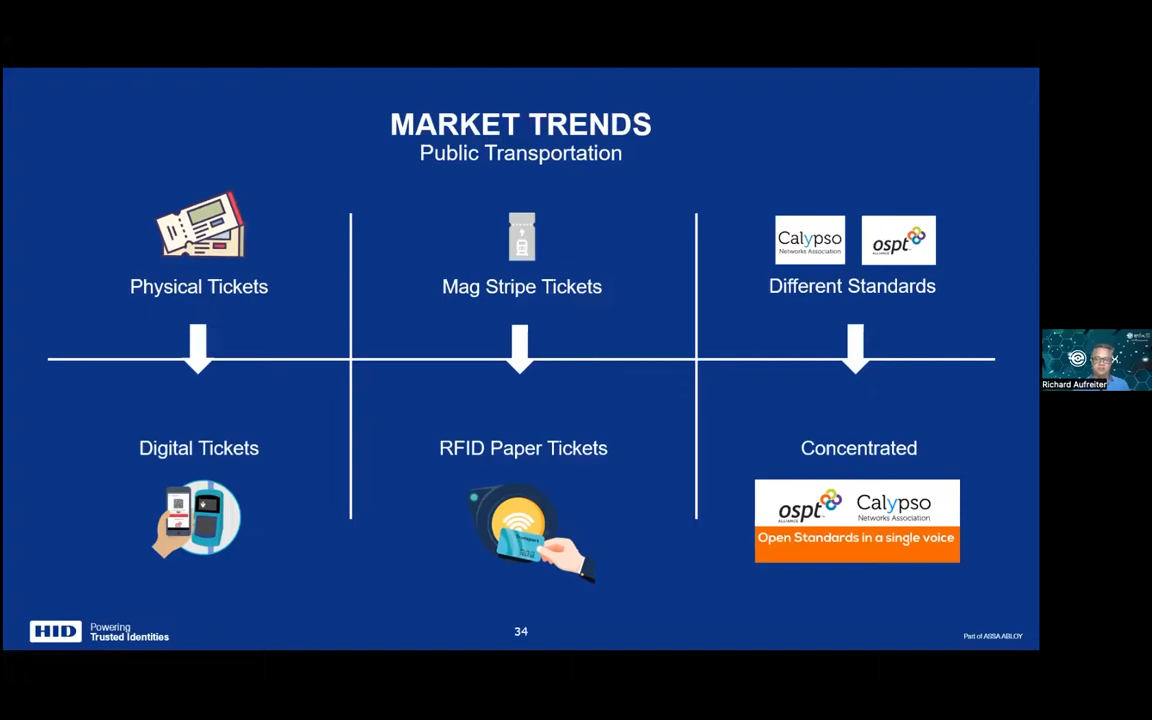 MARKET TRENDS
Public Transportation
Physical Tickets
Mag Stripe Tickets
Calypso
Networks Association
ospt
ALLIANCE
Different Standards
Digital Tickets
RFID Paper Tickets
Concentrated
ospt
ALLIANCE
Calypso
Networks Association
Open Standards in a single voice
HID
Powering
Trusted Identities
34
Part of ASSA ABLOY
Richard Aufreiter